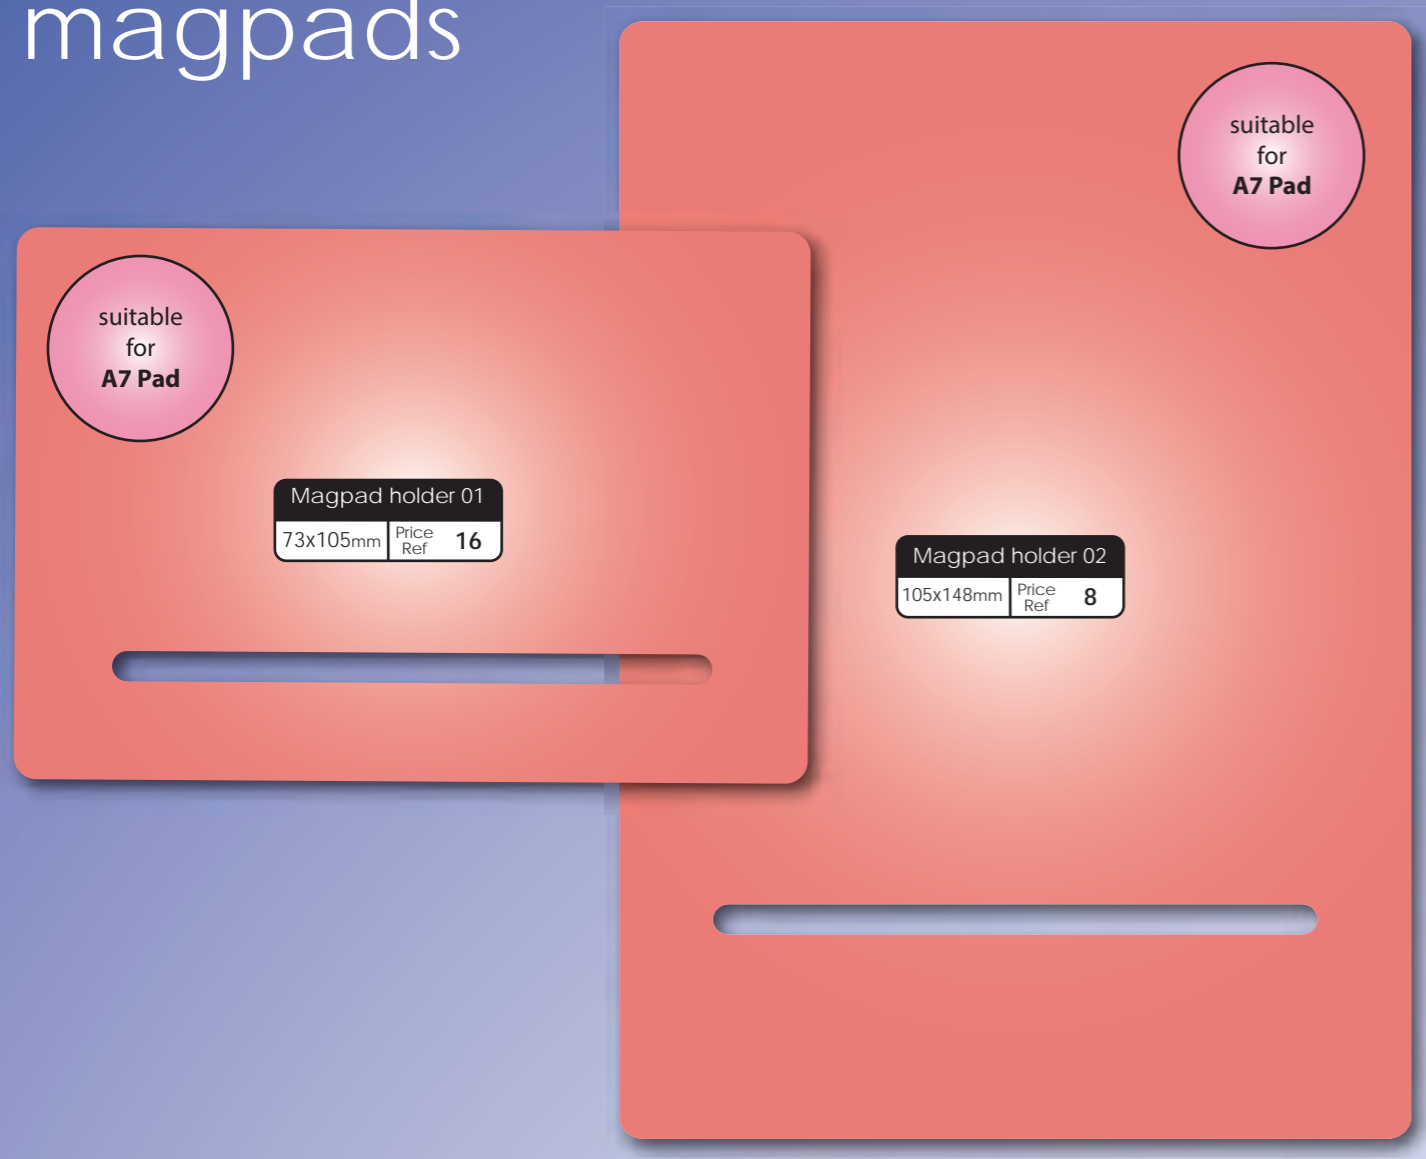 magpads
suitable
for
A7 Pad
Magpad holder 01
73x105mm
Price
Ref
16
suitable
for
A7 Pad
Magpad holder 02
105x148mm
Price
Ref
8